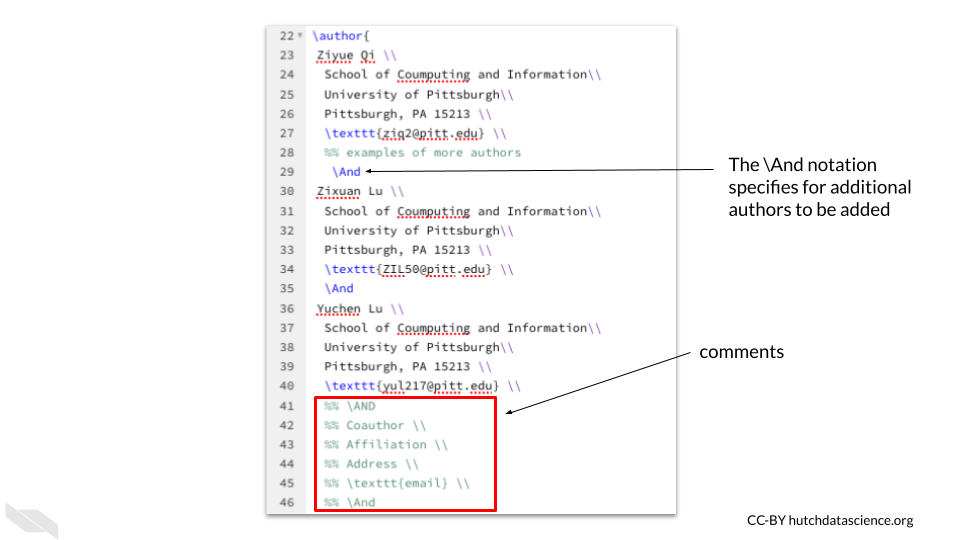 22 \author{
23 Ziyue Qi \\
24 School of Coumputing and Information\\
25 University of Pittsburgh\\
26 Pittsburgh, PA 15213 \\
27 \texttt{ziq2@pitt.edu} \\
28 %% examples of more authors
29 \And
30 Zixuan Lu \\
31 School of Coumputing and Information\\
32 University of Pittsburgh\\
33 Pittsburgh, PA 15213 \\
34 \texttt{ZIL50@pitt.edu} \\
35 \And
36 Yuchen Lu \\
37 School of Coumputing and Information\\
38 University of Pittsburgh\\
39 Pittsburgh, PA 15213 \\
40 \texttt{yul217@pitt.edu} \\
41 %% \AND
42 %% Coauthor \\
43 %% Affiliation \\
44 %% Address \\
45 %% \texttt{email} \\
46 %% \And
The \And notation
specifies for additional
authors to be added
comments
CC-BY hutchdatascience.org